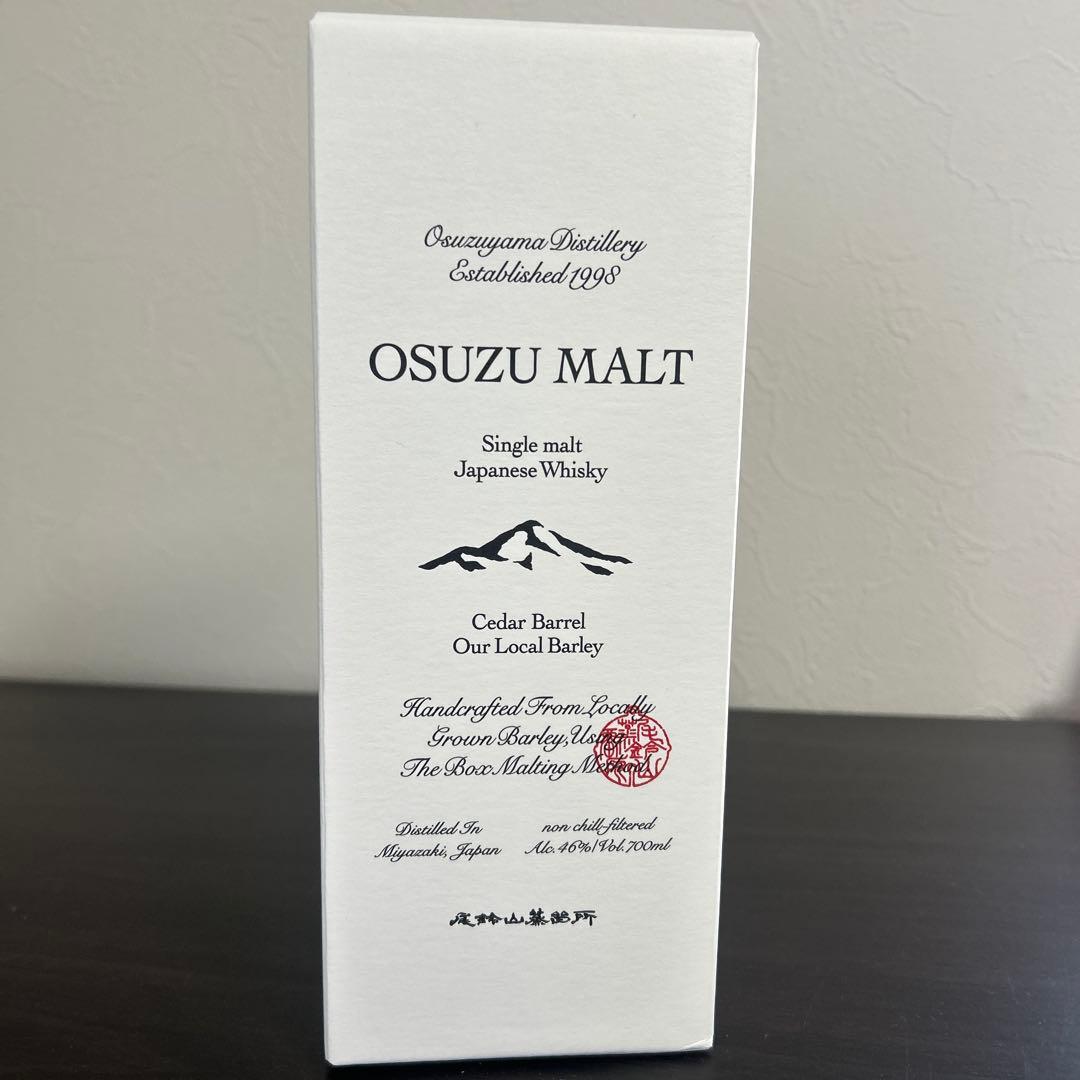 Osuzuyama Distillery
Established 1998
OSUZU MALT
Single malt
Japanese Whisky
Cedar Barrel
Our Local Barley
Handcrafted From Locally
Grown Barley, Using
The Box Malting Method
Distilled In
Miyazaki, Japan
non chill-filtered
Alc. 46%/Vol. 700ml
尾鈴山蒸留所